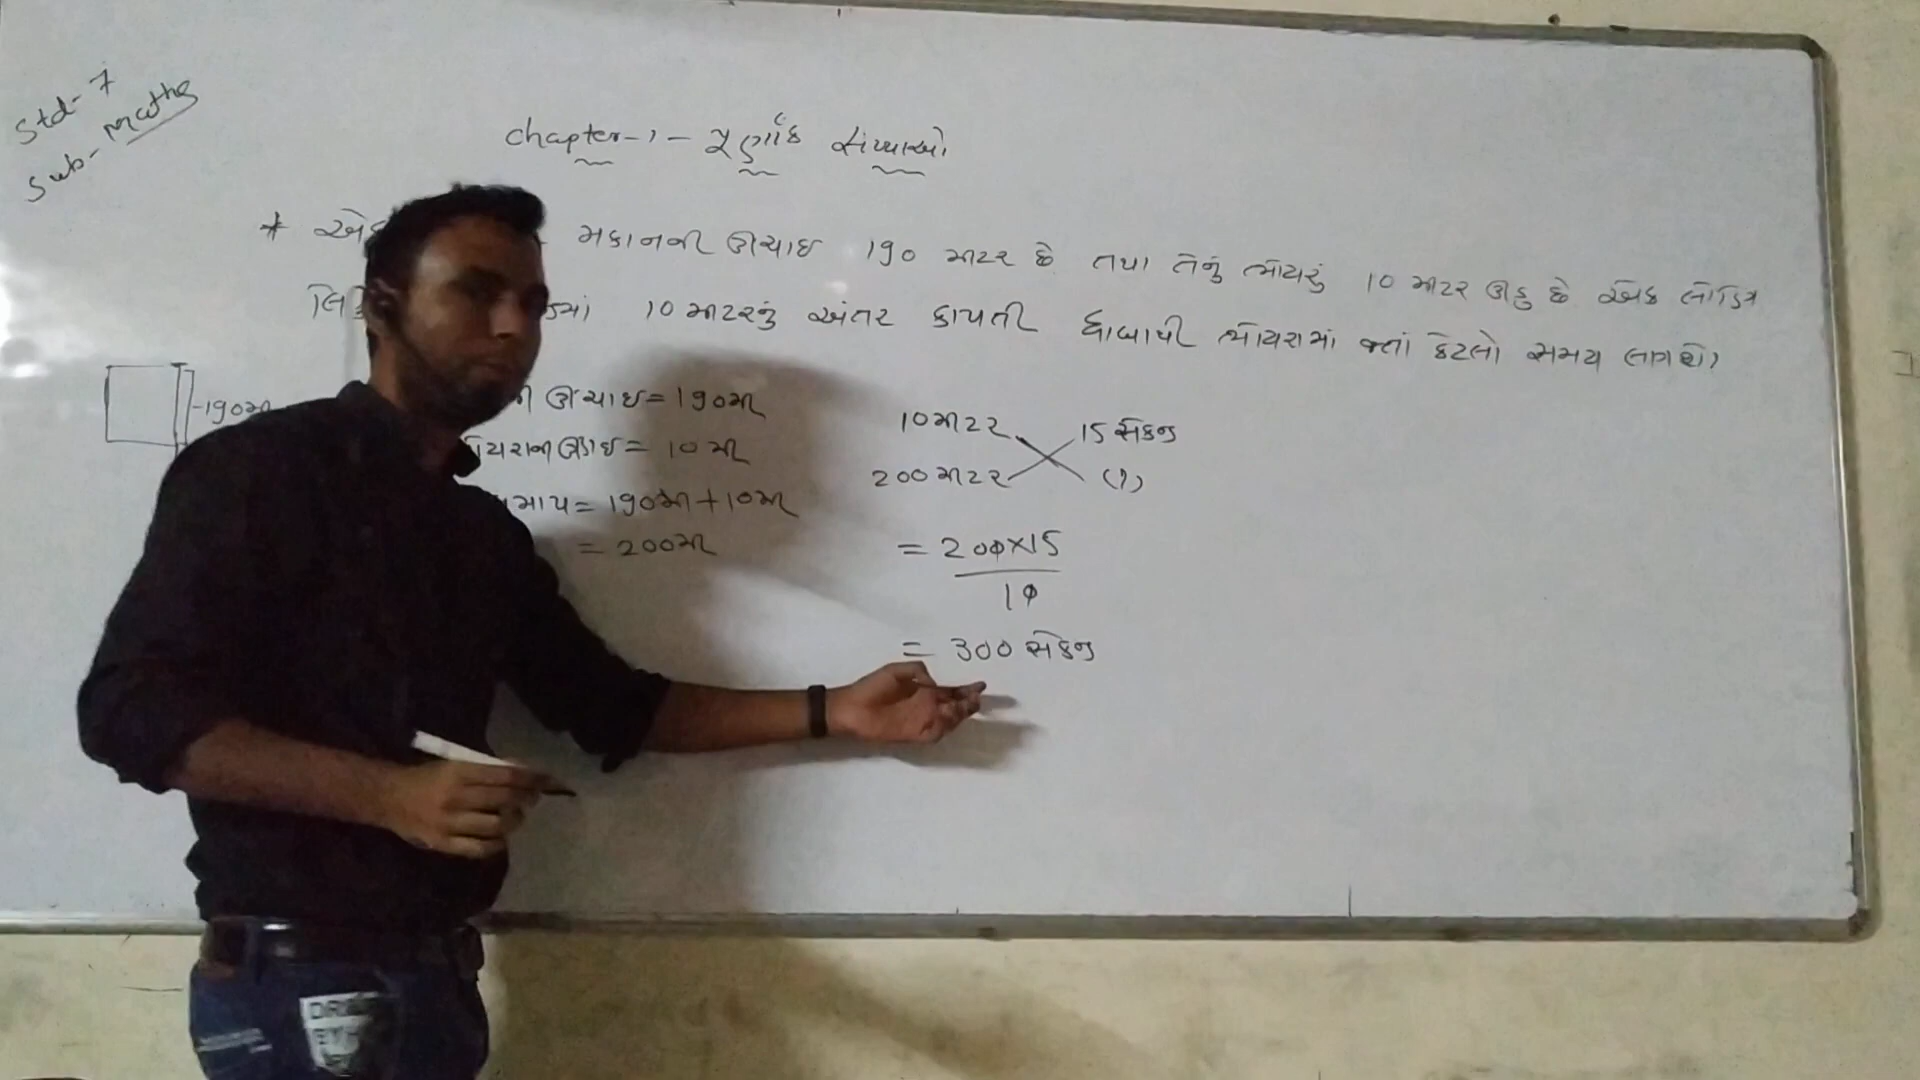 Std-7
Sub-Maths
chapter-1 - પૂર્ણાંક સંખ્યાઓ
* મકાનની ઊંચાઇ 190 મીટર છે તથા તેનું ભોંયરું 10 મીટર ઊંડુ છે એક
10 મીટરનું અંતર કાપતી ધાબાથી ભોંયરામાં જતાં કેટલો સમય લાગશે?
-190મી
ઊંચાઇ = 190મી
= 10 મી
માપ = 190મી + 10મી
= 200મી
10મીટર 15 સેકન્ડ
200મીટર (?)
= 200×15
10
= 300 સેકન્ડ